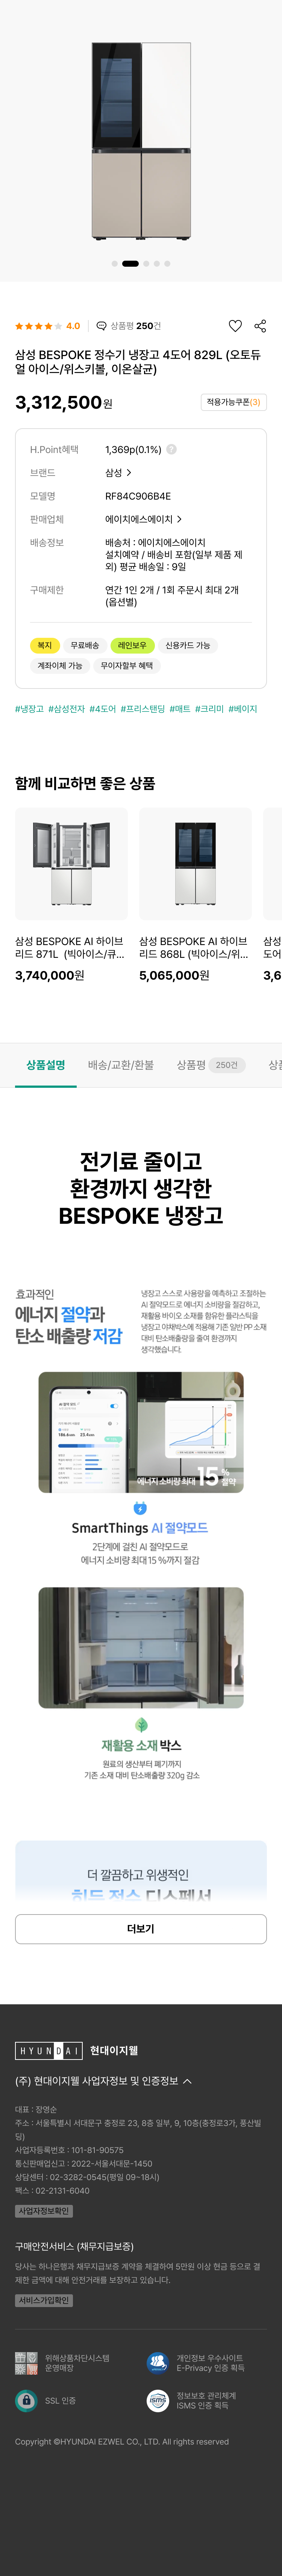 4.0
상품평 250건
삼성 BESPOKE 정수기 냉장고 4도어 829L (오토듀
얼 아이스/위스키볼, 이온살균)
3,312,500원
적용가능쿠폰(3)
H.Point혜택
1,369p(0.1%) ?
브랜드
삼성
모델명
RF84C906B4E
판매업체
에이치에스에이치
배송정보
배송처 : 에이치에스에이치
설치예약 / 배송비 포함(일부 제품 제
외) 평균 배송일 : 9일
구매제한
연간 1인 2개 / 1회 주문시 최대 2개
(옵션별)
복지
무료배송
레인보우
신용카드 가능
계좌이체 가능
무이자할부 혜택
#냉장고 #삼성전자 #4도어 #프리스탠딩 #매트 #크리미 #베이지
함께 비교하면 좋은 상품
삼성 BESPOKE AI 하이브
리드 871L (빅아이스/큐...
3,740,000원
삼성 BESPOKE AI 하이브
리드 868L (빅아이스/위...
5,065,000원
삼성
도어
3,6
상품설명
배송/교환/환불
상품평 250건
전기료 줄이고
환경까지 생각한
BESPOKE 냉장고
효과적인
에너지 절약과
탄소 배출량 저감
냉장고 스스로 사용량을 예측하고 조절하는
AI 절약모드로 에너지 소비량을 절감하고,
재활용 바이오 소재를 함유한 플라스틱을
냉장고 야채박스에 적용해 기존 일반 PP 소재
대비 탄소배출량을 줄여 환경까지
생각했습니다.
에너지 소비량 최대 15% 절약
SmartThings AI 절약모드
2단계에 걸친 AI 절약모드로
에너지 소비량 최대 15 %까지 절감
재활용 소재 박스
원료의 생산부터 폐기까지
기존 소재 대비 탄소배출량 320g 감소
더 깔끔하고 위생적인
히든 정수 디스펜서
더보기
HYUNDAI 현대이지웰
(주) 현대이지웰 사업자정보 및 인증정보
대표 : 장영순
주소 : 서울특별시 서대문구 충정로 23, 8층 일부, 9, 10층(충정로3가, 풍산빌
딩)
사업자등록번호 : 101-81-90575
통신판매업신고 : 2022-서울서대문-1450
상담센터 : 02-3282-0545(평일 09~18시)
팩스 : 02-2131-6040
사업자정보확인
구매안전서비스 (채무지급보증)
당사는 하나은행과 채무지급보증 계약을 체결하여 5만원 이상 현금 등으로 결
제한 금액에 대해 안전거래를 보장하고 있습니다.
서비스가입확인
위해상품차단시스템
운영매장
개인정보 우수사이트
E-Privacy 인증 획득
SSL 인증
ISMS
정보보호 관리체계
ISMS 인증 획득
Copyright ©HYUNDAI EZWEL CO., LTD. All rights reserved